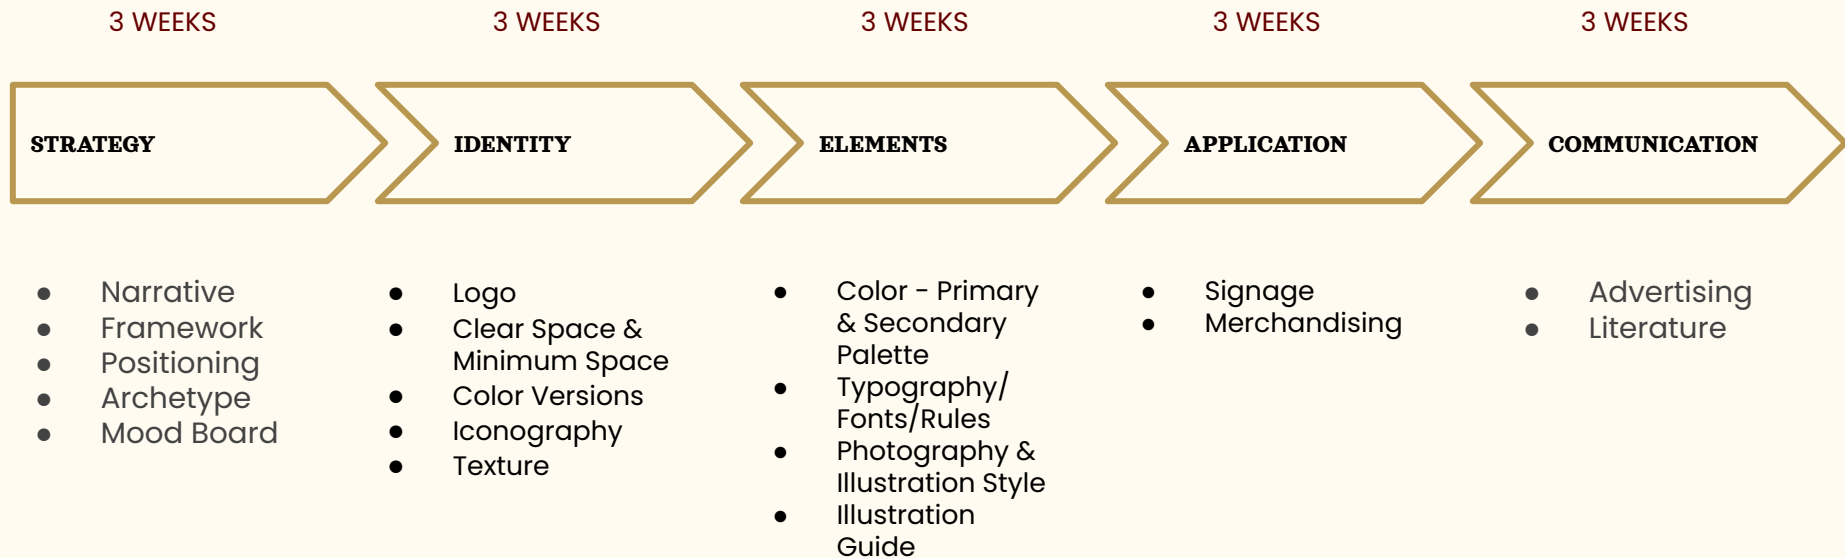 3 WEEKS
3 WEEKS
3 WEEKS
3 WEEKS
3 WEEKS
STRATEGY
IDENTITY
ELEMENTS
APPLICATION
COMMUNICATION
● Narrative
● Framework
● Positioning
● Archetype
● Mood Board
● Logo
● Clear Space &
Minimum Space
● Color Versions
● Iconography
● Texture
● Color - Primary
& Secondary
Palette
● Typography/
Fonts/Rules
● Photography &
Illustration Style
● Illustration
Guide
● Signage
● Merchandising
● Advertising
● Literature